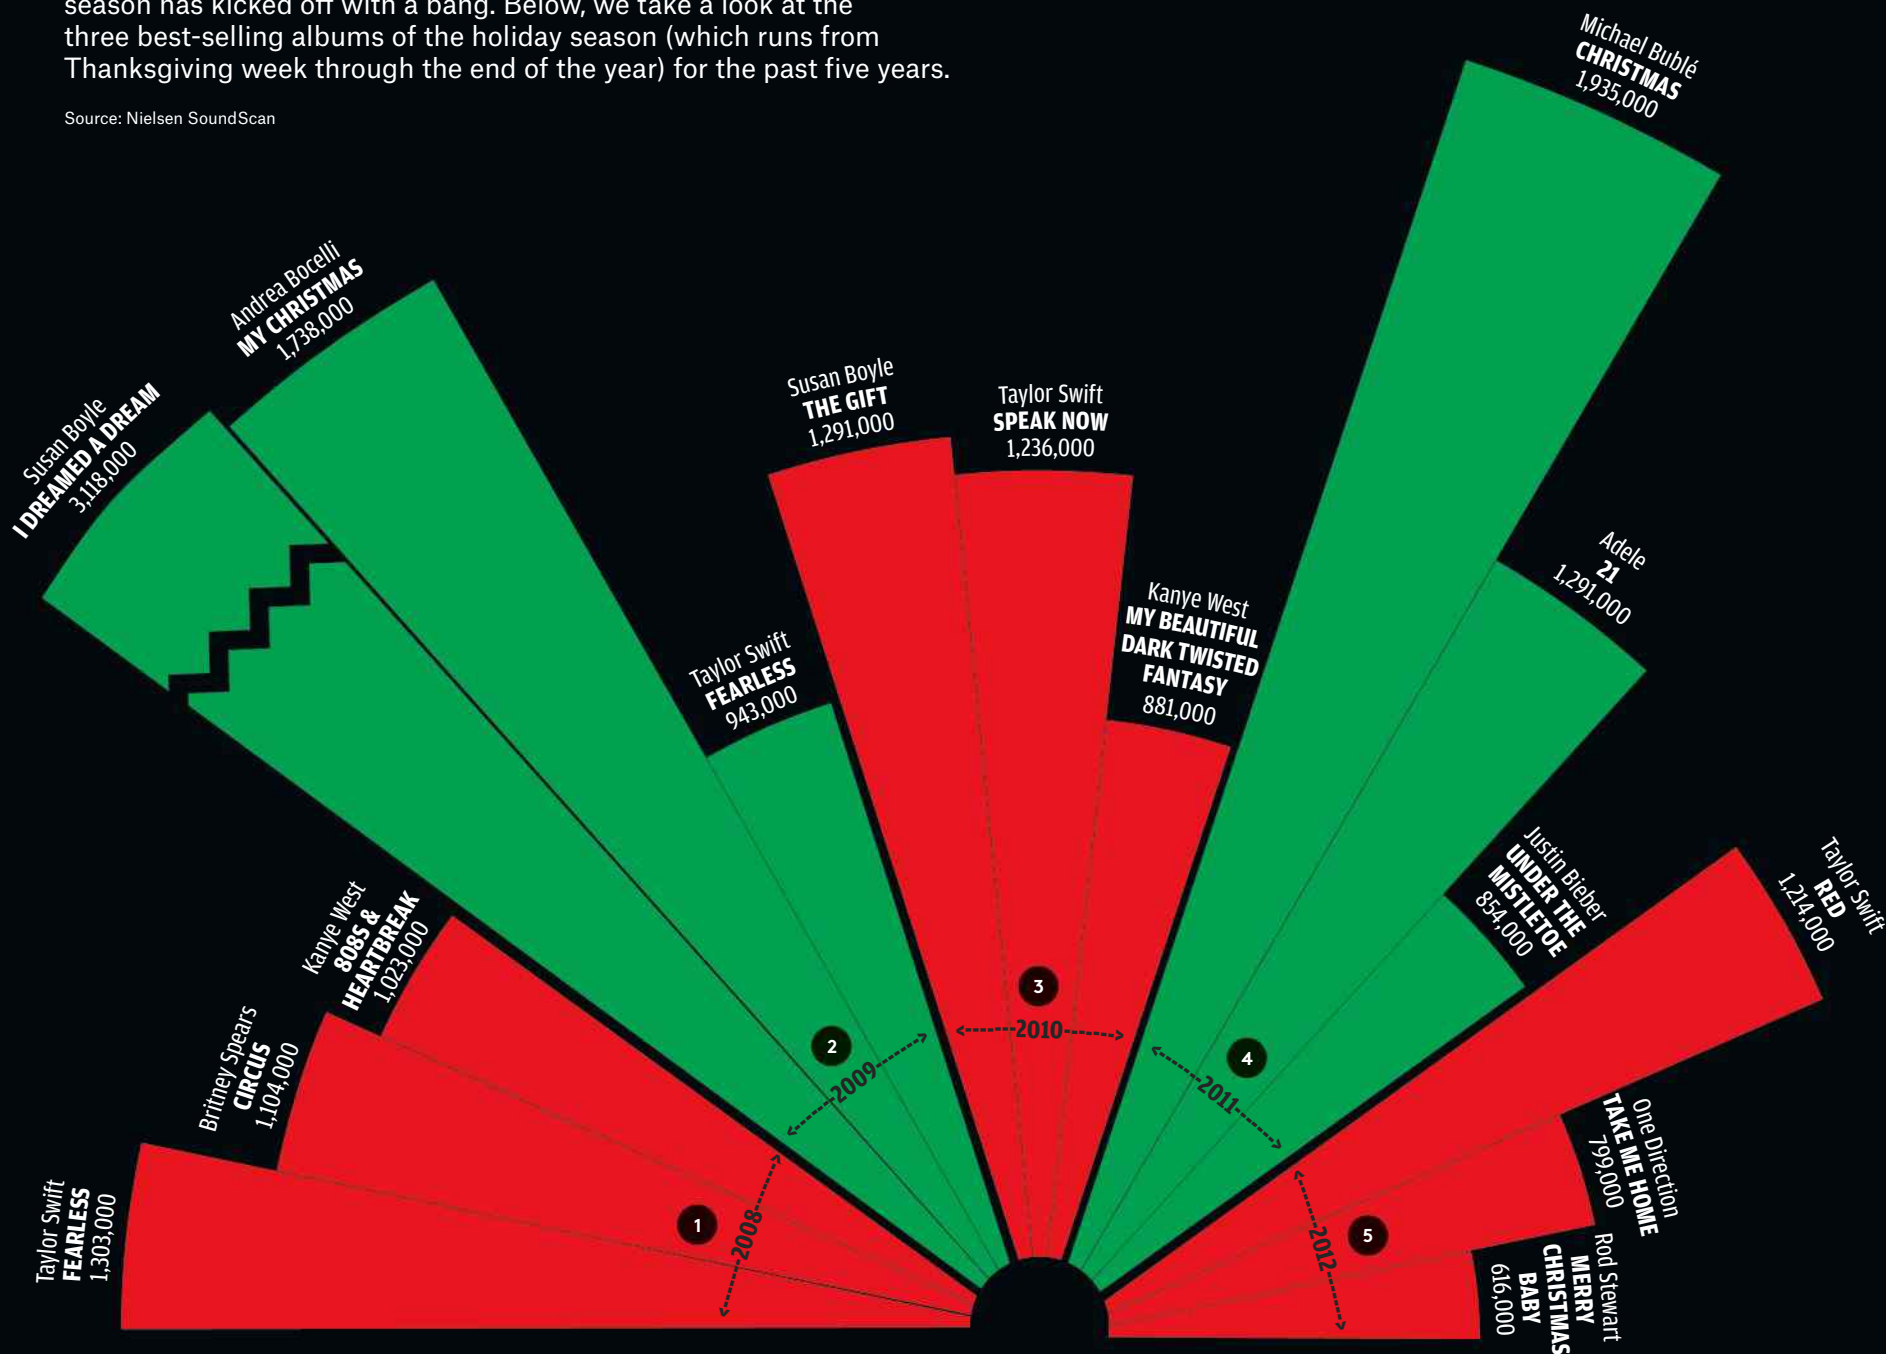 season has kicked off with a bang. Below, we take a look at the
three best-selling albums of the holiday season (which runs from
Thanksgiving week through the end of the year) for the past five years.
Source: Nielsen SoundScan
Taylor Swift
FEARLESS
1,303,000
Britney Spears
CIRCUS
1,104,000
Kanye West
808S &
HEARTBREAK
1,023,000
1
2008
Susan Boyle
I DREAMED A DREAM
3,118,000
Andrea Bocelli
MY CHRISTMAS
1,738,000
Taylor Swift
FEARLESS
943,000
2
2009
Susan Boyle
THE GIFT
1,291,000
Taylor Swift
SPEAK NOW
1,236,000
Kanye West
MY BEAUTIFUL
DARK TWISTED
FANTASY
881,000
3
2010
Michael Bublé
CHRISTMAS
1,935,000
Adele
21
1,291,000
Justin Bieber
UNDER THE
MISTLETOE
854,000
4
2011
Taylor Swift
RED
1,214,000
One Direction
TAKE ME HOME
799,000
Rod Stewart
MERRY
CHRISTMAS
BABY
616,000
5
2012